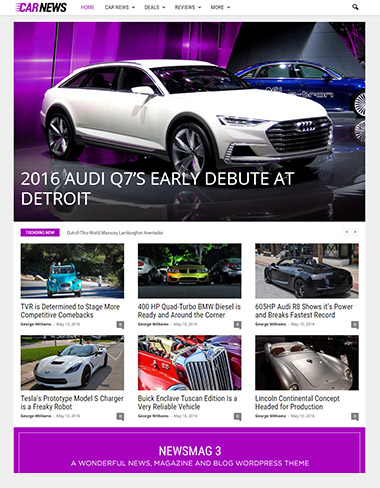 CAR NEWS
HOME CAR NEWS DEALS REVIEWS MORE
2016 AUDI Q7'S EARLY DEBUTE AT
DETROIT
TRENDING NOW Out-of-This-World Mansory Lamborghini Aventador
TVR is Determined to Stage More
Competitive Comebacks
George Williams - May 10, 2016 0
400 HP Quad-Turbo BMW Diesel is
Ready and Around the Corner
George Williams - May 10, 2016 0
605HP Audi R8 Shows it's Power
and Breaks Fastest Record
George Williams - May 10, 2016 0
Tesla's Prototype Model S Charger
is a Freaky Robot
George Williams - May 10, 2016 0
Buick Enclave Tuscan Edition Is a
Very Reliable Vehicle
George Williams - May 10, 2016 0
Lincoln Continental Concept
Headed for Production
George Williams - May 10, 2016 0
NEWSMAG 3
A WONDERFUL NEWS, MAGAZINE AND BLOG WORDPRESS THEME